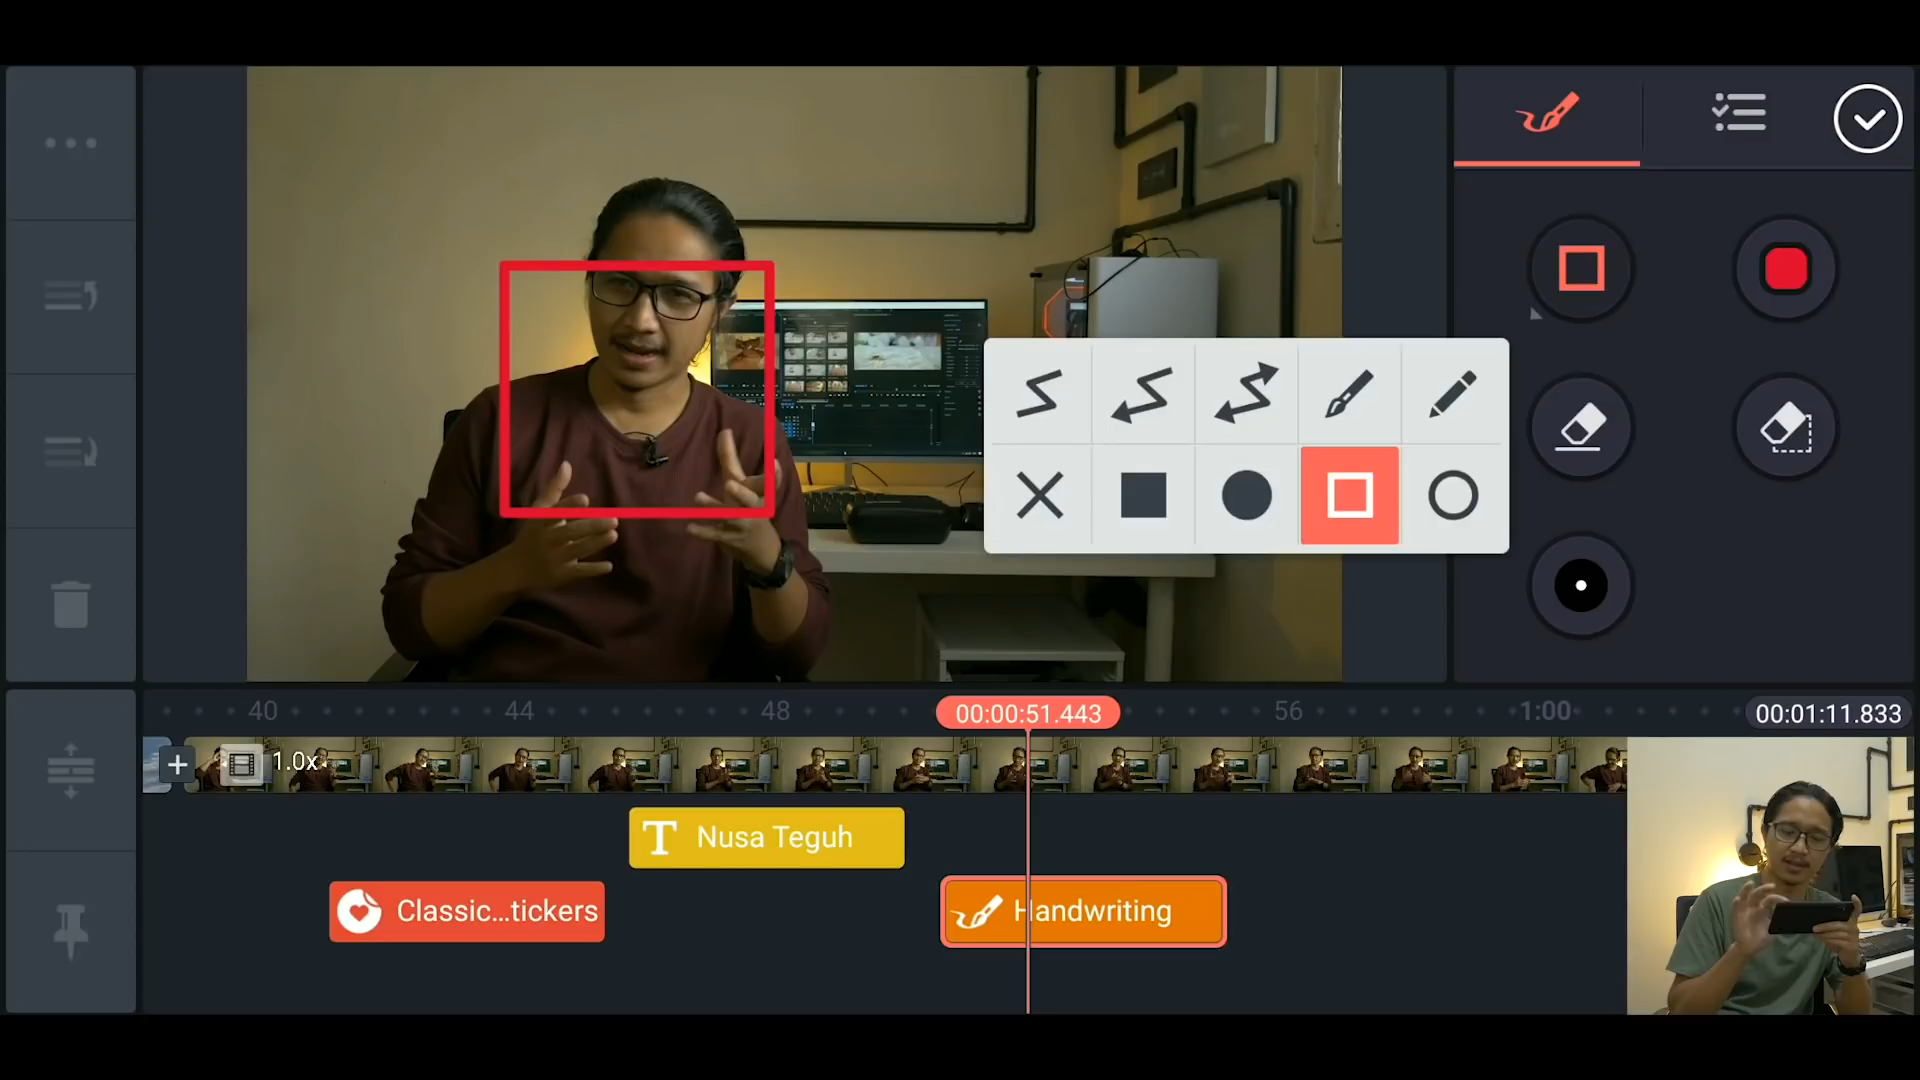 40
44
48
00:00:51.443
56
1:00
00:01:11.833
1.0x
T Nusa Teguh
Classic...tickers
Handwriting